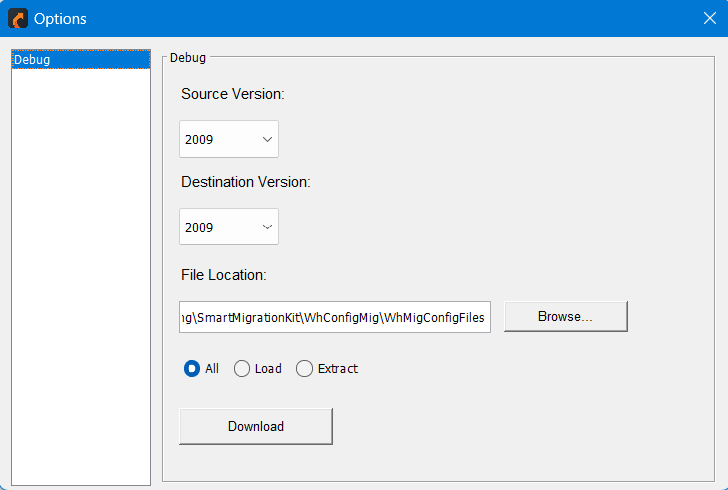 Options
Debug
Debug
Source Version:
2009
Destination Version:
2009
File Location:
\SmartMigrationKit\WhConfigMig\WhMigConfigFiles
Browse...
All Load Extract
Download